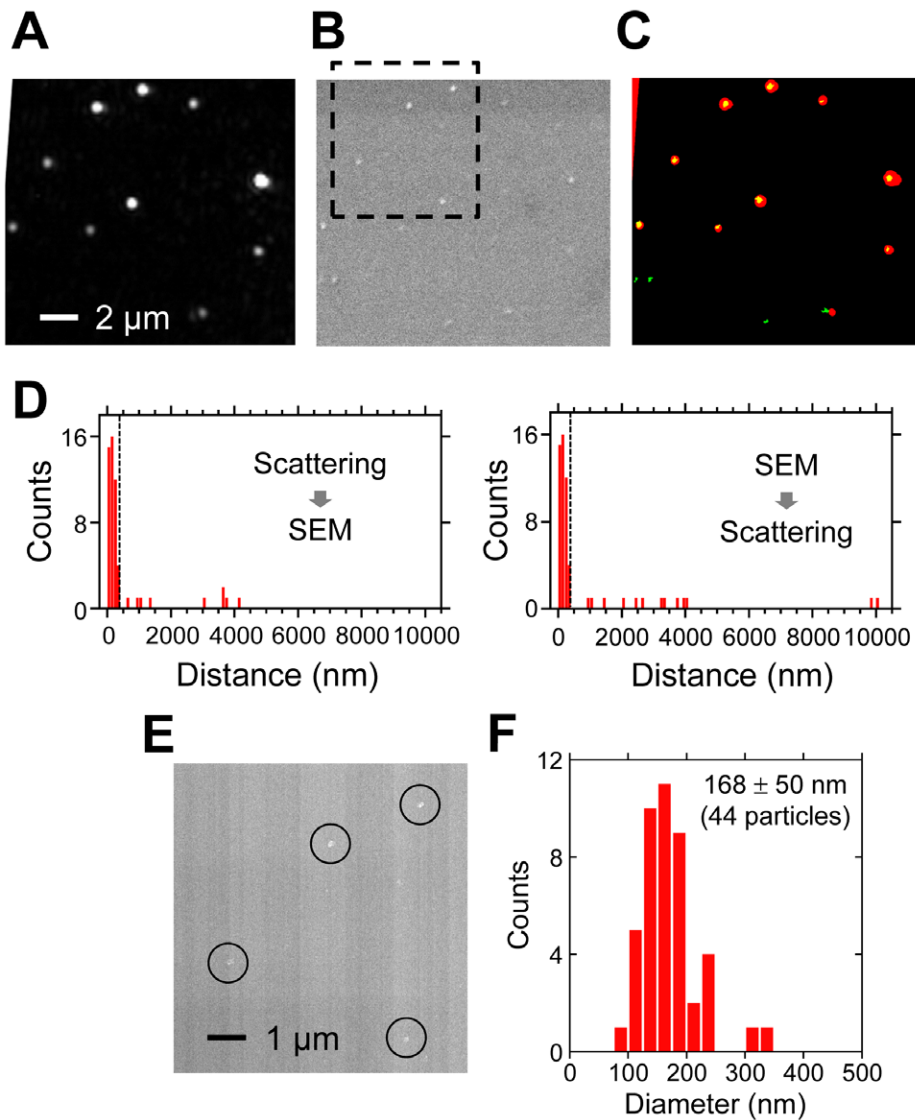 A
B
C
2 µm
D
Counts
16
8
0
Scattering
SEM
0 2000 4000 6000 8000 10000
Distance (nm)
Counts
16
8
0
SEM
Scattering
0 2000 4000 6000 8000 10000
Distance (nm)
E
1 µm
F
Counts
12
8
4
0
168 ± 50 nm
(44 particles)
0 100 200 300 400 500
Diameter (nm)